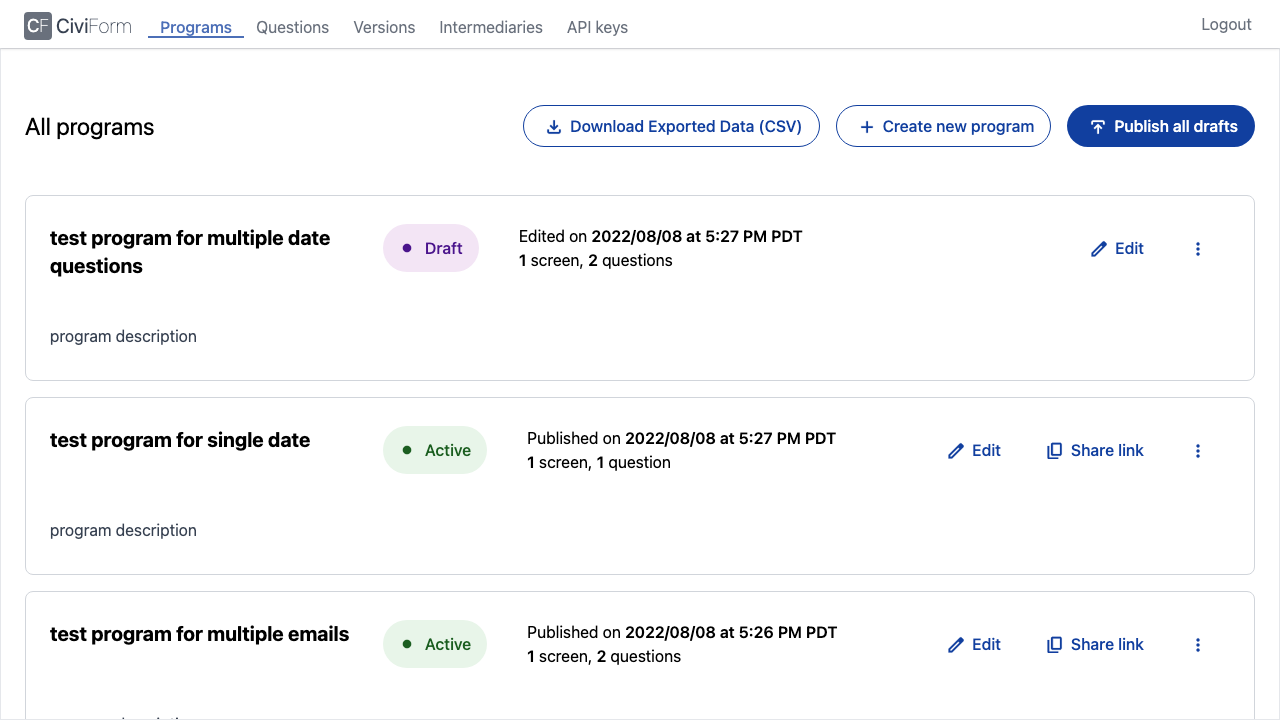 CF CiviForm Programs Questions Versions Intermediaries API keys Logout
All programs Download Exported Data (CSV) Create new program Publish all drafts
test program for multiple date
questions
Draft
Edited on 2022/08/08 at 5:27 PM PDT
1 screen, 2 questions
Edit
program description
test program for single date
Active
Published on 2022/08/08 at 5:27 PM PDT
1 screen, 1 question
Edit Share link
program description
test program for multiple emails
Active
Published on 2022/08/08 at 5:26 PM PDT
1 screen, 2 questions
Edit Share link